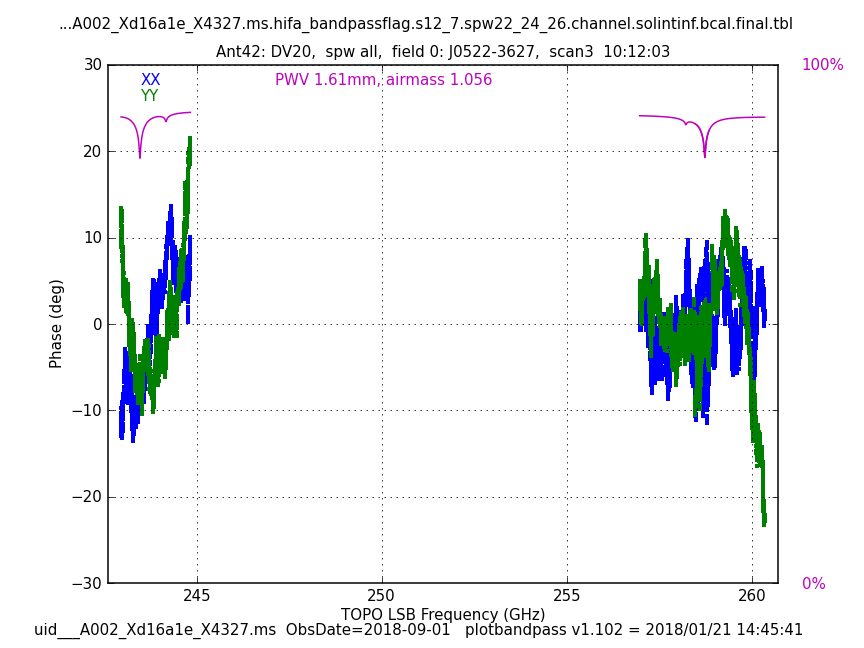 ...A002_Xd16a1e_X4327.ms.hifa_bandpassflag.s12_7.spw22_24_26.channel.solintinf.bcal.final.tbl
Ant42: DV20,  spw all,  field 0: J0522-3627,  scan3  10:12:03
30
100%
XX
PWV 1.61mm, airmass 1.056
YY
20
10
0
Phase (deg)
−10
−20
−30
0%
245
250
255
260
TOPO LSB Frequency (GHz)
uid___A002_Xd16a1e_X4327.ms  ObsDate=2018-09-01   plotbandpass v1.102 = 2018/01/21 14:45:41